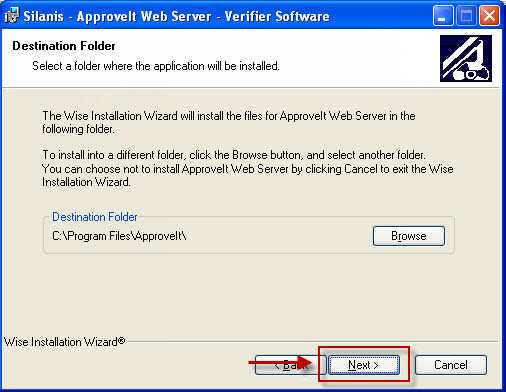 Silanis - ApproveIt Web Server - Verifier Software
Destination Folder
Select a folder where the application will be installed.
The Wise Installation Wizard will install the files for ApproveIt Web Server in the
following folder.
To install into a different folder, click the Browse button, and select another folder.
You can choose not to install ApproveIt Web Server by clicking Cancel to exit the Wise
Installation Wizard.
Destination Folder
C:\Program Files\ApproveIt\
Browse
Wise Installation Wizard®
< Back
Next >
Cancel